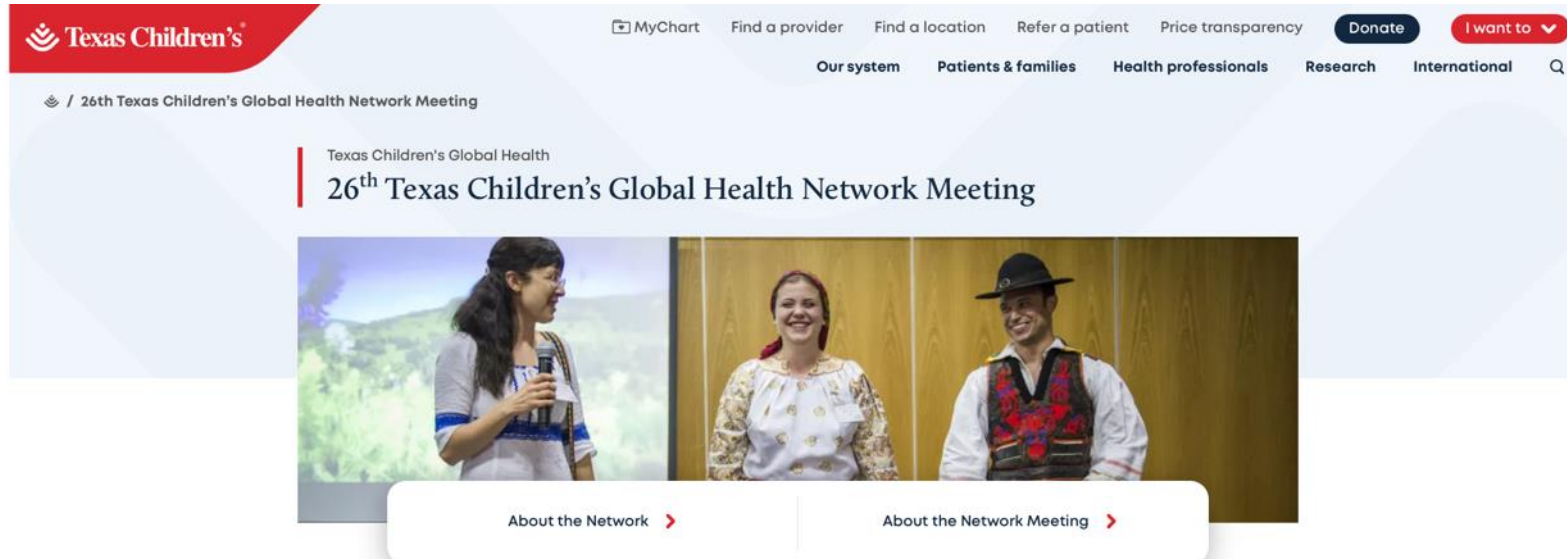 Texas Children's®
MyChart Find a provider Find a location Refer a patient Price transparency Donate I want to
Our system Patients & families Health professionals Research International
/ 26th Texas Children's Global Health Network Meeting
Texas Children's Global Health
26th Texas Children's Global Health Network Meeting
About the Network
About the Network Meeting